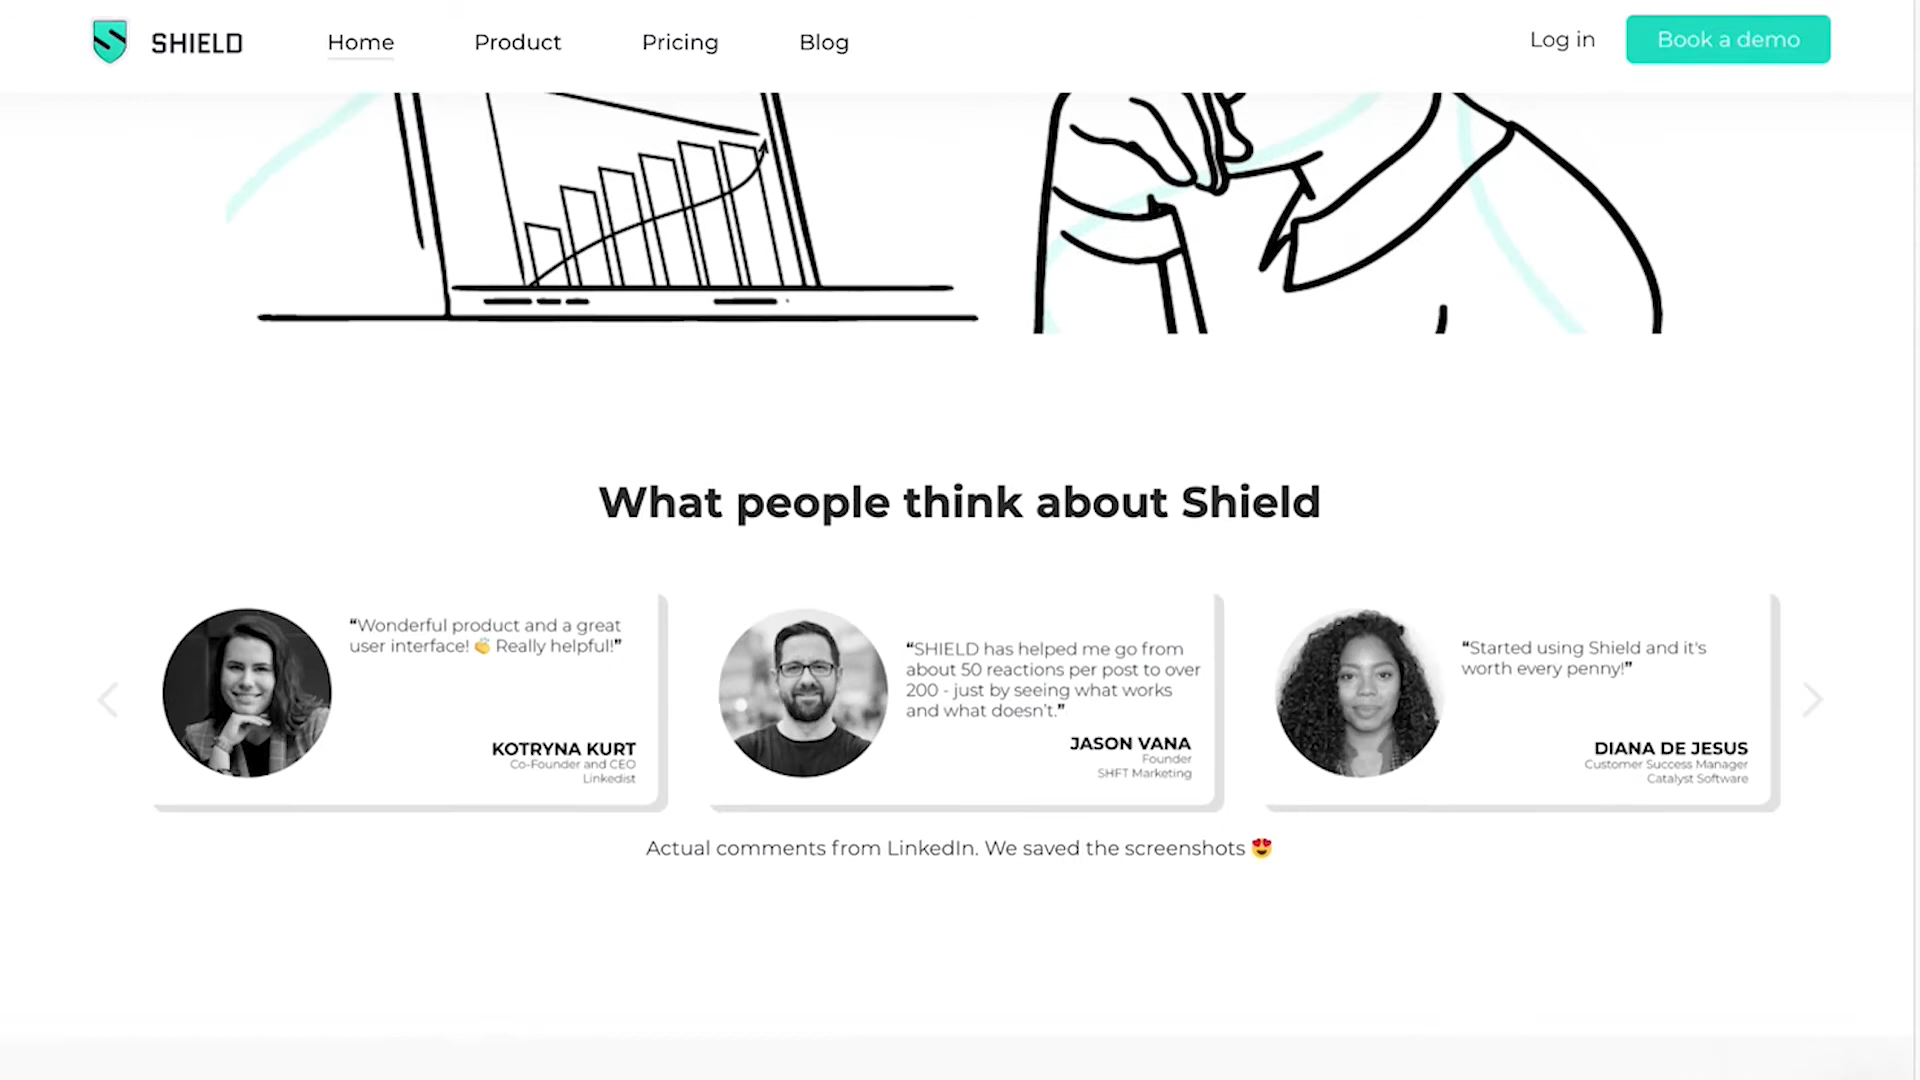 SHIELD
Home
Product
Pricing
Blog
Log in
Book a demo
What people think about Shield
“Wonderful product and a great
user interface! 👏 Really helpful!”
KOTRYNA KURT
Co-Founder and CEO
Linkedist
“SHIELD has helped me go from
about 50 reactions per post to over
200 - just by seeing what works
and what doesn’t.”
JASON VANA
Founder
SHFT Marketing
“Started using Shield and it's
worth every penny!”
DIANA DE JESUS
Customer Success Manager
Catalyst Software
Actual comments from LinkedIn. We saved the screenshots 😍